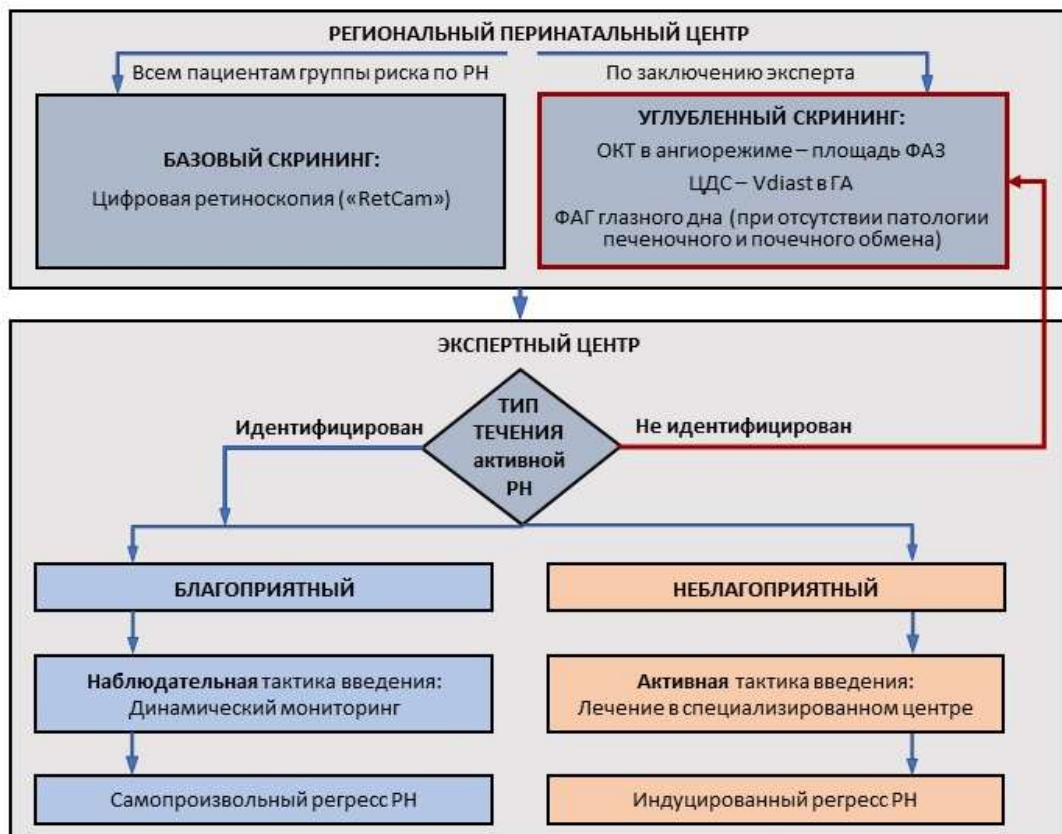 РЕГИОНАЛЬНЫЙ ПЕРИНАТАЛЬНЫЙ ЦЕНТР
Всем пациентам группы риска по РН
По заключению эксперта
БАЗОВЫЙ СКРИНИНГ:
Цифровая ретиноскопия («RetCam»)
УГЛУБЛЕННЫЙ СКРИНИНГ:
ОКТ в ангиорежиме – площадь ФАЗ
ЦДС – Vdiast в ГА
ФАГ глазного дна (при отсутствии патологии
печеночного и почечного обмена)
ЭКСПЕРТНЫЙ ЦЕНТР
ТИП
ТЕЧЕНИЯ
активной
РН
Идентифицирован
Не идентифицирован
БЛАГОПРИЯТНЫЙ
НЕБЛАГОПРИЯТНЫЙ
Наблюдательная тактика введения:
Динамический мониторинг
Активная тактика введения:
Лечение в специализированном центре
Самопроизвольный регресс РН
Индуцированный регресс РН